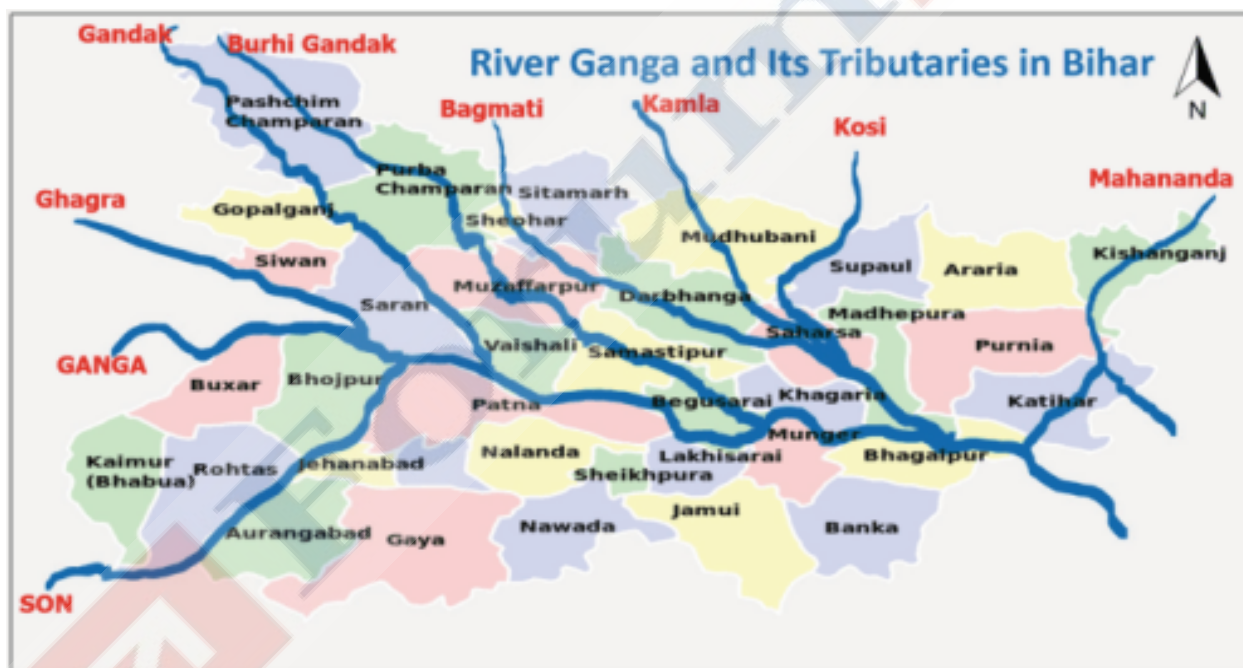 Gandak
Burhi Gandak
River Ganga and Its Tributaries in Bihar
N
Pashchim
Champaran
Bagmati
Kamla
Kosi
Mahananda
Purba
Champaran
Sitamarh
Sheohar
Ghagra
Gopalganj
Mudhubani
Supaul
Araria
Kishanganj
Siwan
Saran
Muzaffarpur
Darbhanga
Madhepura
Saharsa
Purnia
GANGA
Vaishali
Samastipur
Buxar
Bhojpur
Patna
Begusarai
Khagaria
Katihar
Munger
Kaimur
(Bhabua)
Rohtas
Jehanabad
Nalanda
Lakhisarai
Sheikhpura
Bhagalpur
Aurangabad
Gaya
Nawada
Jamui
Banka
SON